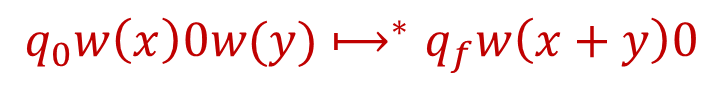 q₀w(x)0w(y) ⟼* q_f w(x + y)0